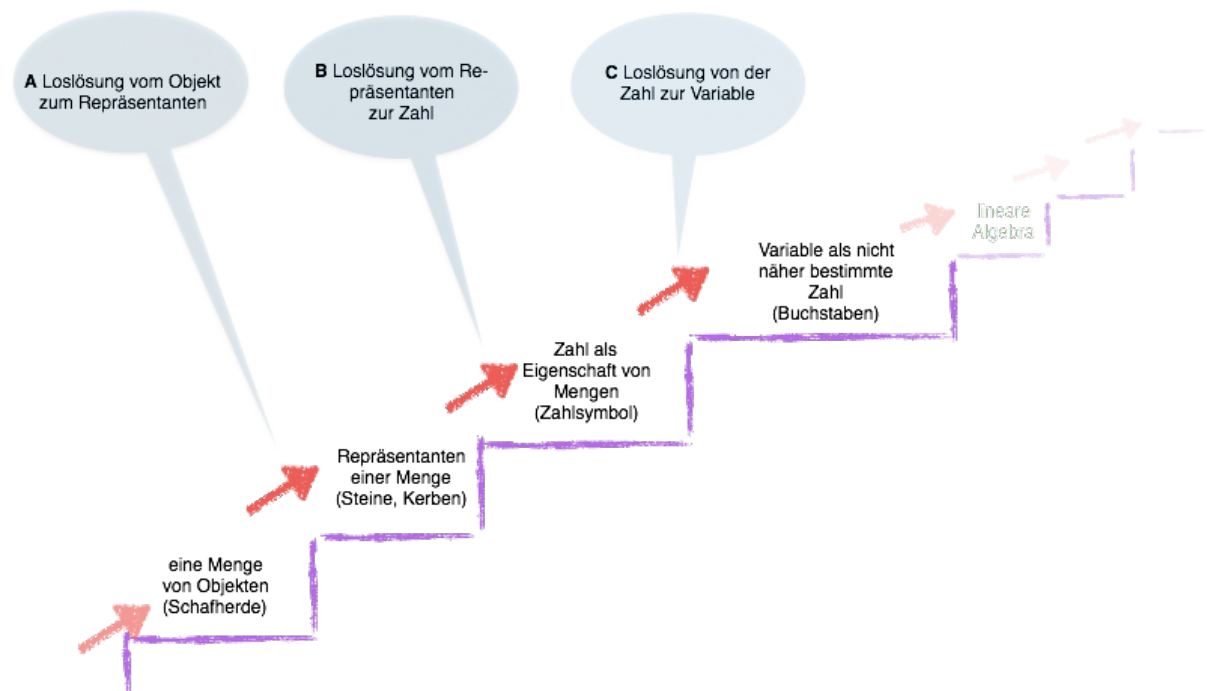 A Loslösung vom Objekt
zum Repräsentanten
B Loslösung vom Re-
präsentanten
zur Zahl
C Loslösung von der
Zahl zur Variable
lineare
Algebra
Variable als nicht
näher bestimmte
Zahl
(Buchstaben)
Zahl als
Eigenschaft von
Mengen
(Zahlsymbol)
Repräsentanten
einer Menge
(Steine, Kerben)
eine Menge
von Objekten
(Schafherde)